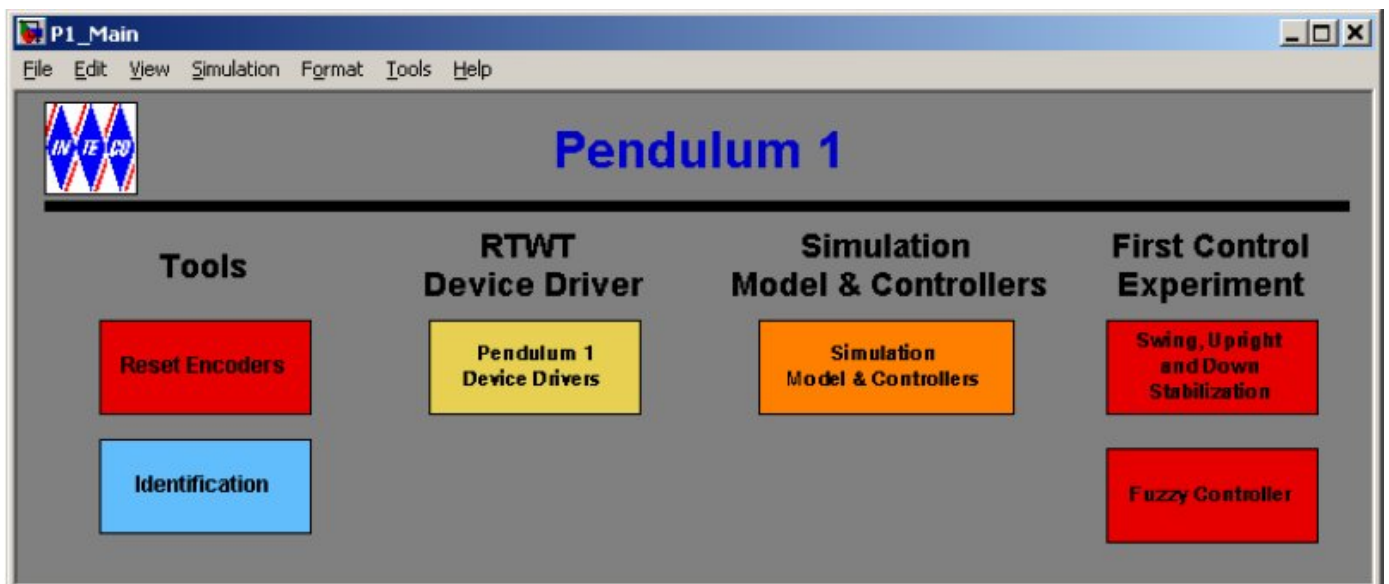 P1_Main
File Edit View Simulation Format Tools Help
IN TE CO
Pendulum 1
Tools
Reset Encoders
Identification
RTWT
Device Driver
Pendulum 1
Device Drivers
Simulation
Model & Controllers
Simulation
Model & Controllers
First Control
Experiment
Swing, Upright
and Down
Stabilization
Fuzzy Controller